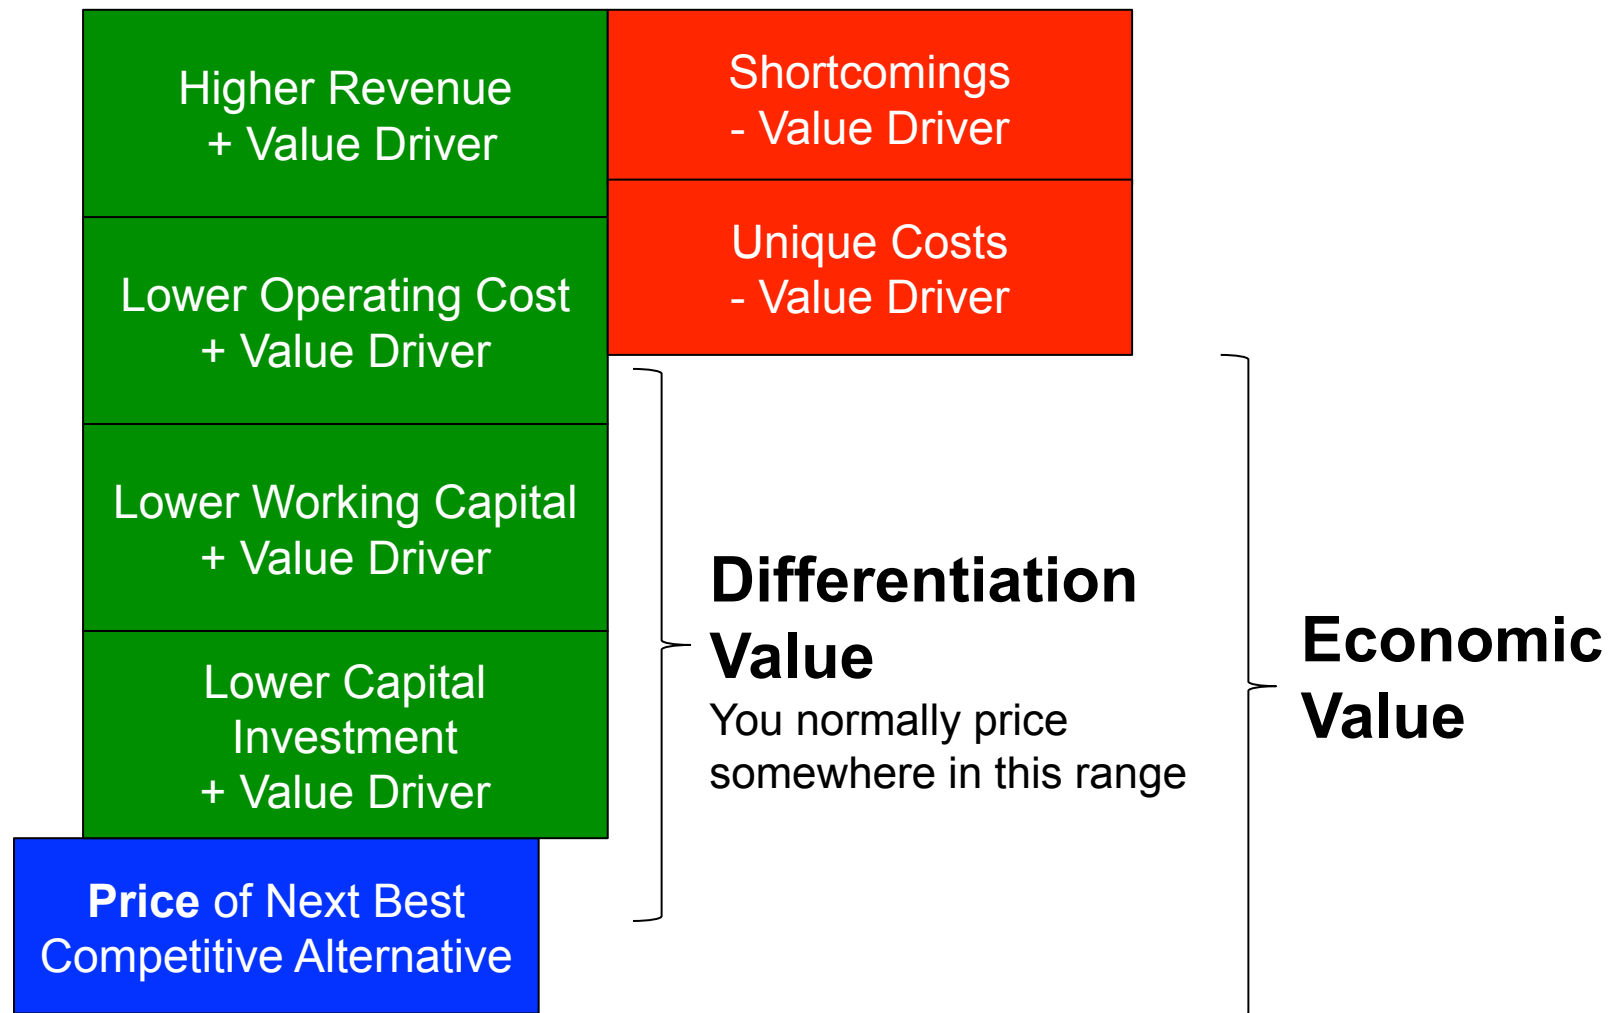 Higher Revenue
+ Value Driver
Shortcomings
- Value Driver
Unique Costs
- Value Driver
Lower Operating Cost
+ Value Driver
Lower Working Capital
+ Value Driver
Lower Capital
Investment
+ Value Driver
Price of Next Best
Competitive Alternative
Differentiation
Value
You normally price
somewhere in this range
Economic
Value